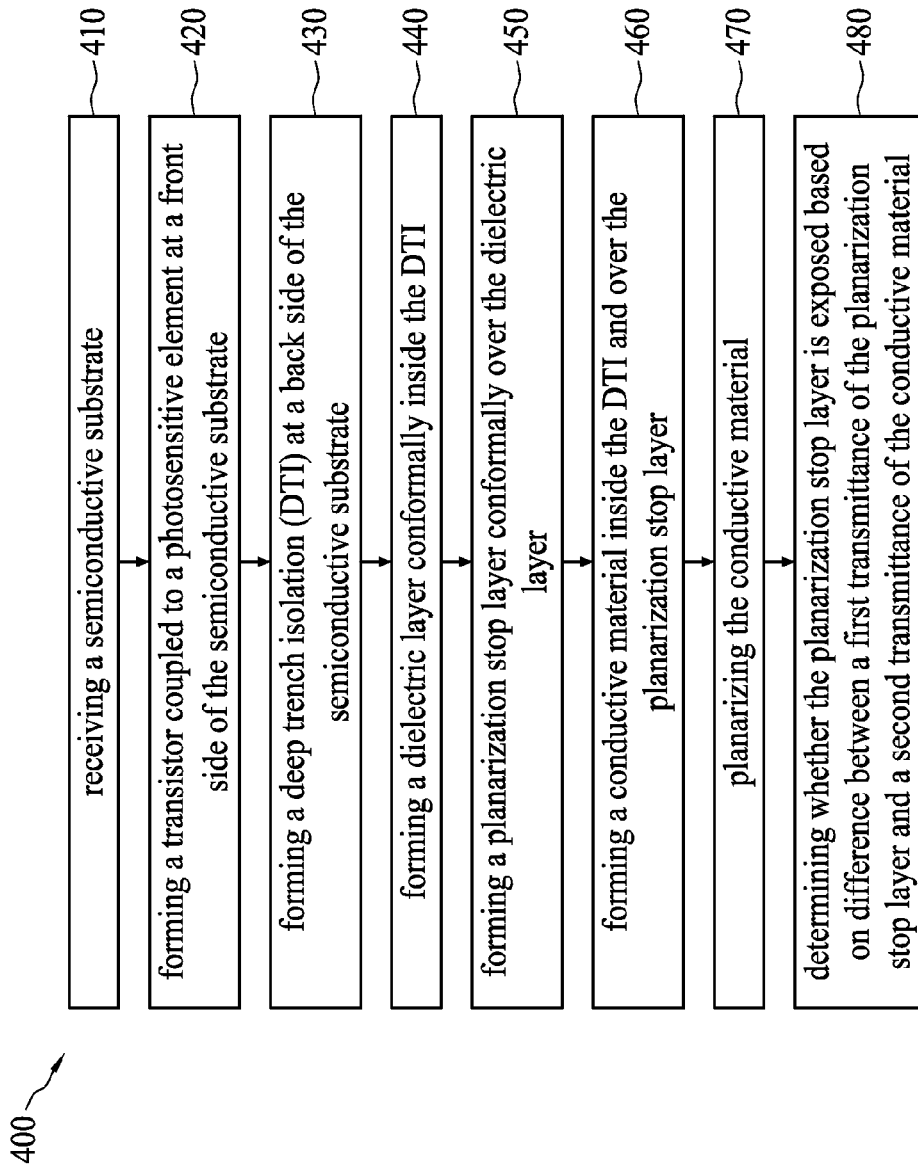 400
receiving a semiconductive substrate
410
forming a transistor coupled to a photosensitive element at a front
side of the semiconductive substrate
420
forming a deep trench isolation (DTI) at a back side of the
semiconductive substrate
430
forming a dielectric layer conformally inside the DTI
440
forming a planarization stop layer conformally over the dielectric
layer
450
forming a conductive material inside the DTI and over the
planarization stop layer
460
planarizing the conductive material
470
determining whether the planarization stop layer is exposed based
on difference between a first transmittance of the planarization
stop layer and a second transmittance of the conductive material
480